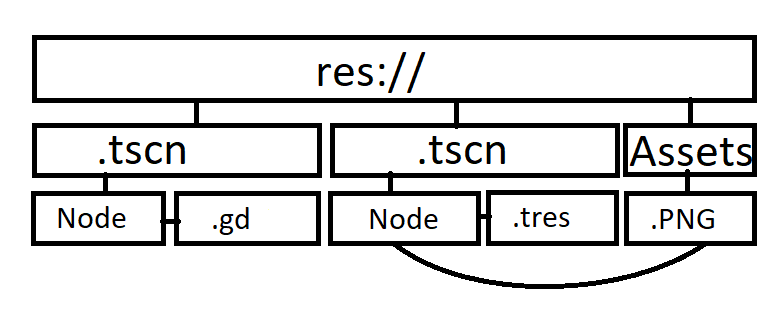 res://
.tscn
.tscn
Assets
Node
.gd
Node
.tres
.PNG